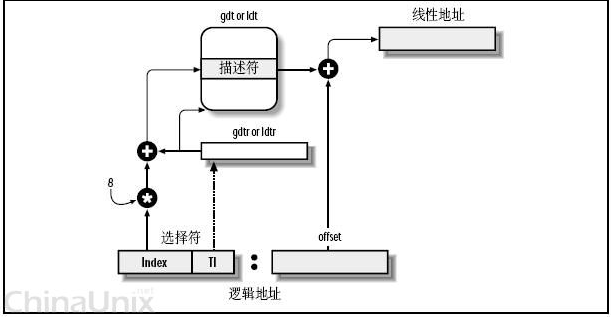 gdt or ldt
线性地址
描述符
gdtr or ldtr
8
选择符
offset
Index
TI
:
逻辑地址
ChinaUnix.net